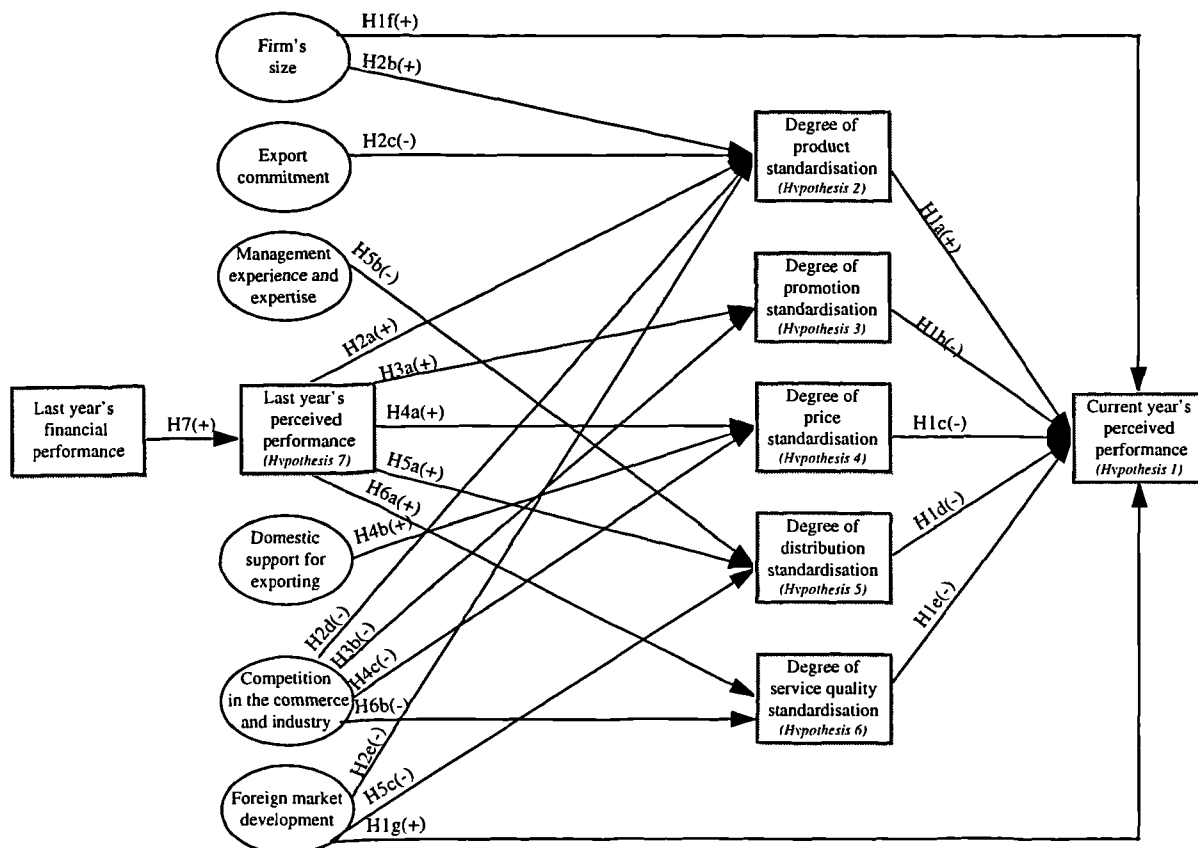 H1f(+)
Firm's
size
H2b(+)
Export
commitment
H2c(-)
Management
experience and
expertise
H5b(-)
H2a(+)
H3a(+)
Last year's
financial
performance
H7(+)
Last year's
perceived
performance
(Hypothesis 7)
H4a(+)
H5a(+)
H6a(+)
Domestic
support for
exporting
H4b(+)
H2d(-)
H3b(-)
H4c(-)
Competition
in the commerce
and industry
H6b(-)
H2e(-)
Foreign market
development
H5c(-)
H1g(+)
Degree of
product
standardisation
(Hypothesis 2)
H1a(+)
Degree of
promotion
standardisation
(Hypothesis 3)
H1b(-)
Degree of
price
standardisation
(Hypothesis 4)
H1c(-)
Degree of
distribution
standardisation
(Hypothesis 5)
H1d(-)
Degree of
service quality
standardisation
(Hypothesis 6)
H1e(-)
Current year's
perceived
performance
(Hypothesis 1)